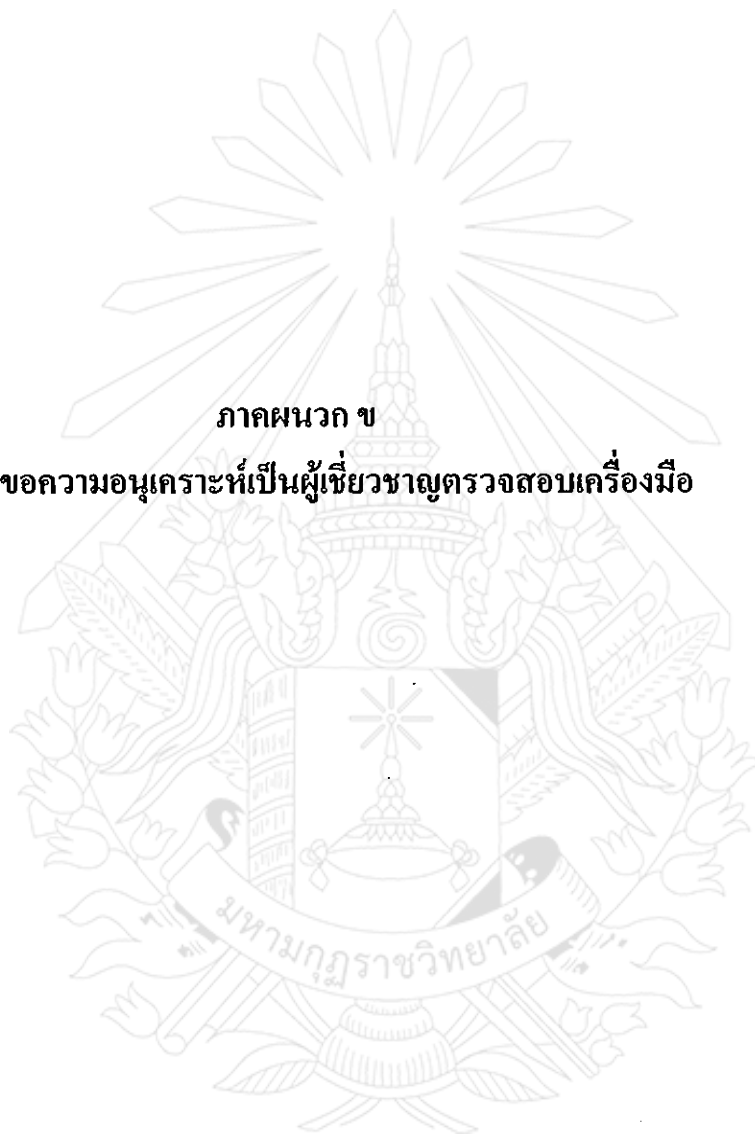 ภาคผนวก ข
ขอความอนุเคราะห์เป็นผู้เชี่ยวชาญตรวจสอบเครื่องมือ
มหามกุฏราชวิทยาลัย